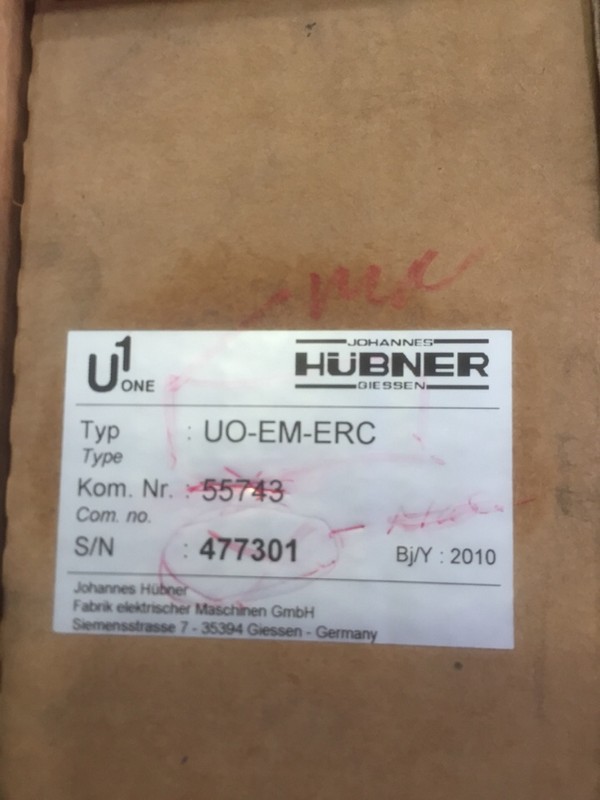 U1
ONE
JOHANNES
HÜBNER
GIESSEN
Typ : UO-EM-ERC
Type
Kom. Nr. : 55743
Com. no.
S/N : 477301 Bj/Y : 2010
Johannes Hübner
Fabrik elektrischer Maschinen GmbH
Siemensstrasse 7 - 35394 Giessen - Germany